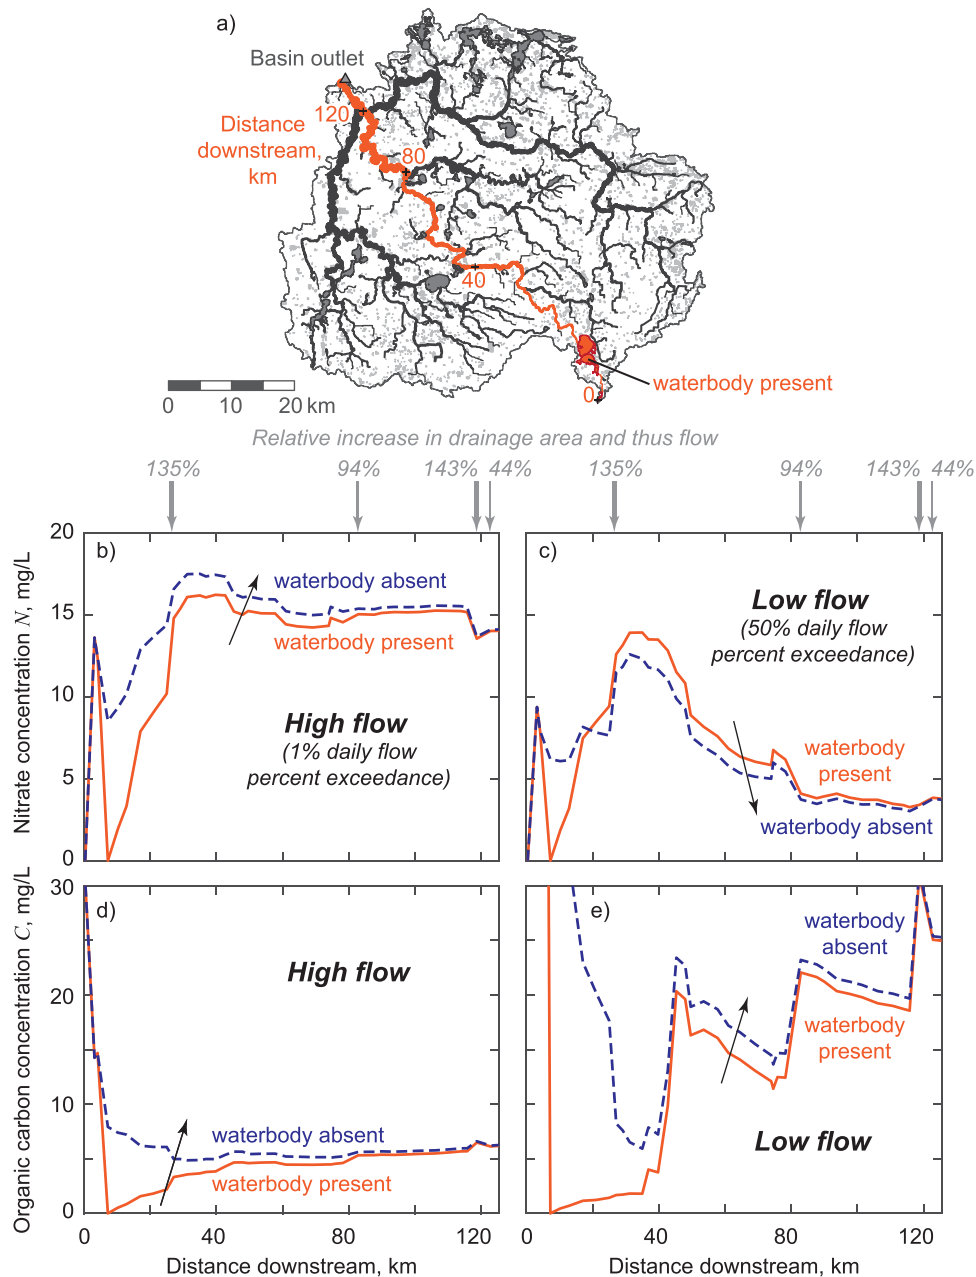 a)
Basin outlet
120
Distance
downstream,
km
80
40
0
waterbody present
0 10 20 km
Relative increase in drainage area and thus flow
135% 94% 143% 44% 135% 94% 143% 44%
Nitrate concentration N, mg/L
20
15
10
5
0
b)
waterbody absent
waterbody present
High flow
(1% daily flow
percent exceedance)
c)
Low flow
(50% daily flow
percent exceedance)
waterbody
present
waterbody absent
Organic carbon concentration C, mg/L
30
20
10
0
d)
High flow
waterbody absent
waterbody present
e)
waterbody
absent
waterbody
present
Low flow
0 40 80 120 0 40 80 120
Distance downstream, km Distance downstream, km